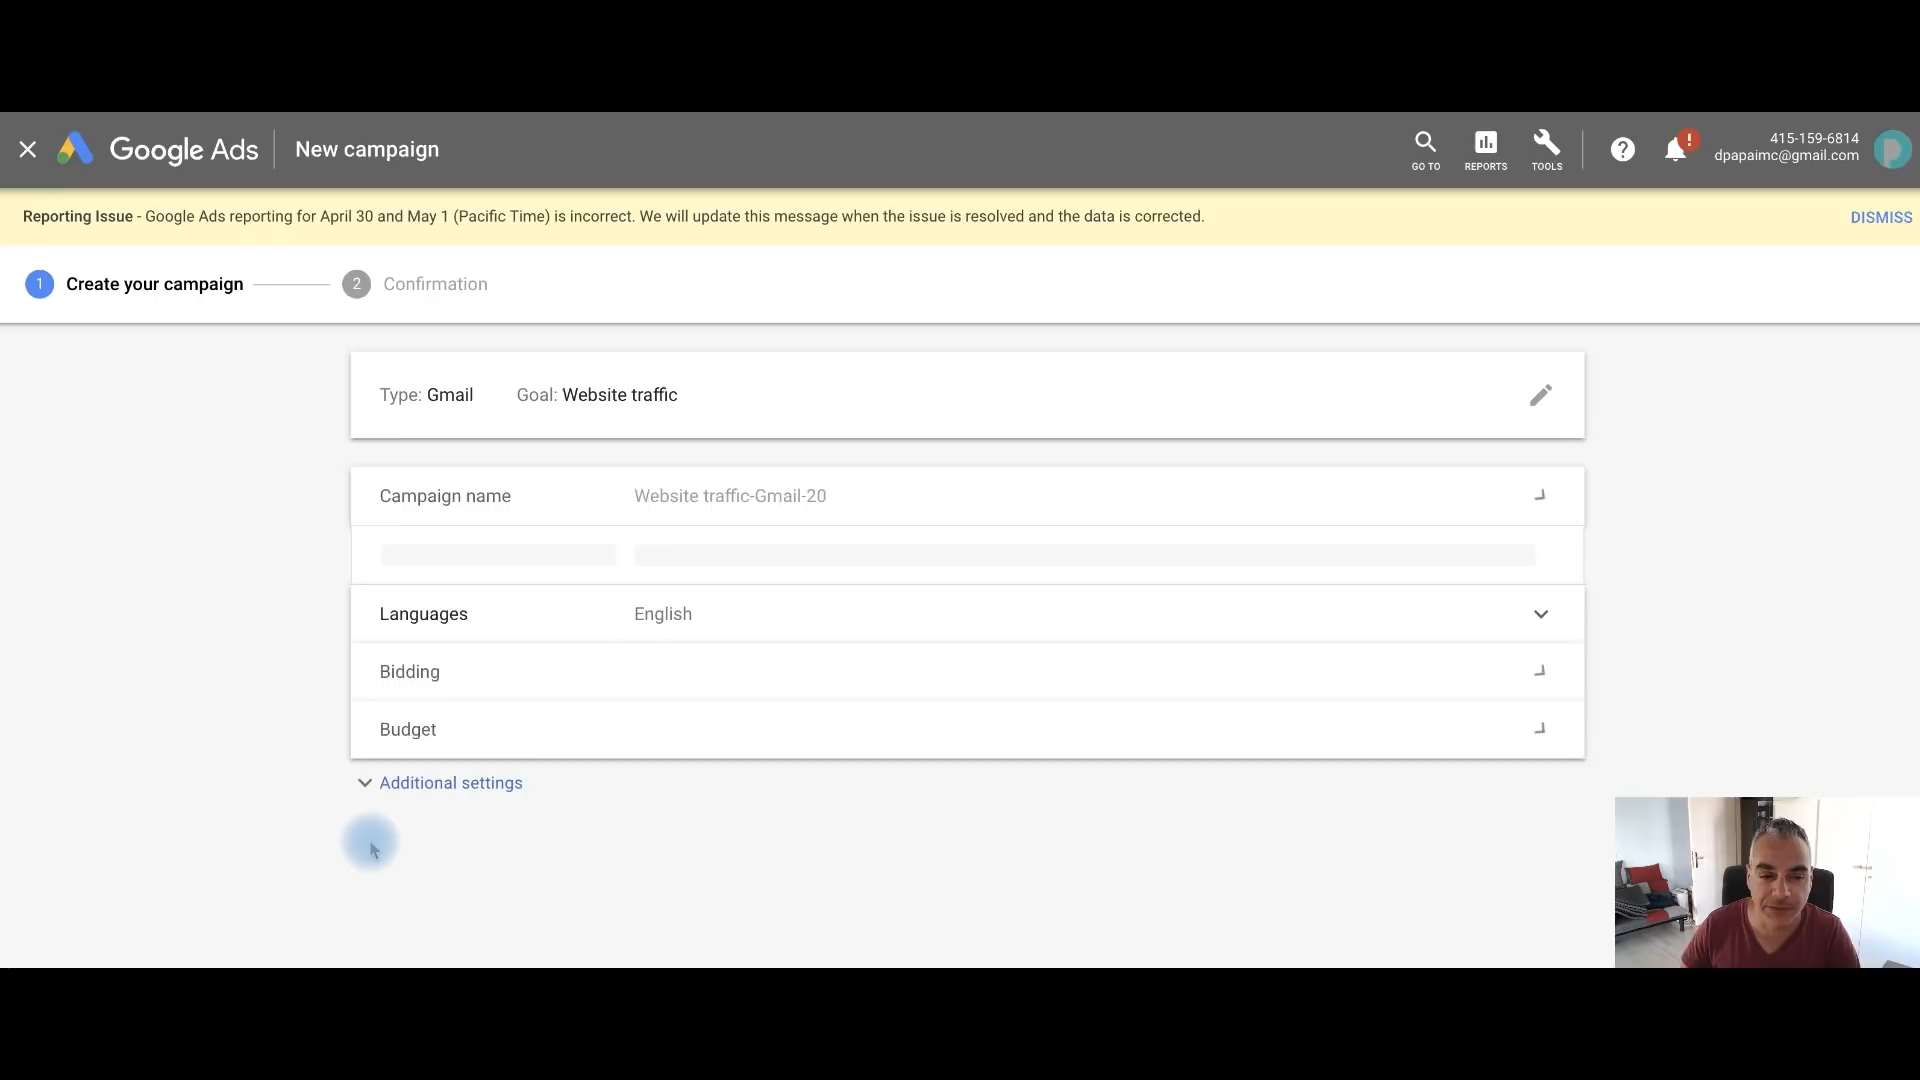 Google Ads
New campaign
GO TO
REPORTS
TOOLS
?
!
415-159-6814
dpapaimc@gmail.com
Reporting Issue - Google Ads reporting for April 30 and May 1 (Pacific Time) is incorrect. We will update this message when the issue is resolved and the data is corrected.
DISMISS
1 Create your campaign
2 Confirmation
Type: Gmail Goal: Website traffic
Campaign name Website traffic-Gmail-20
Languages English
Bidding
Budget
Additional settings